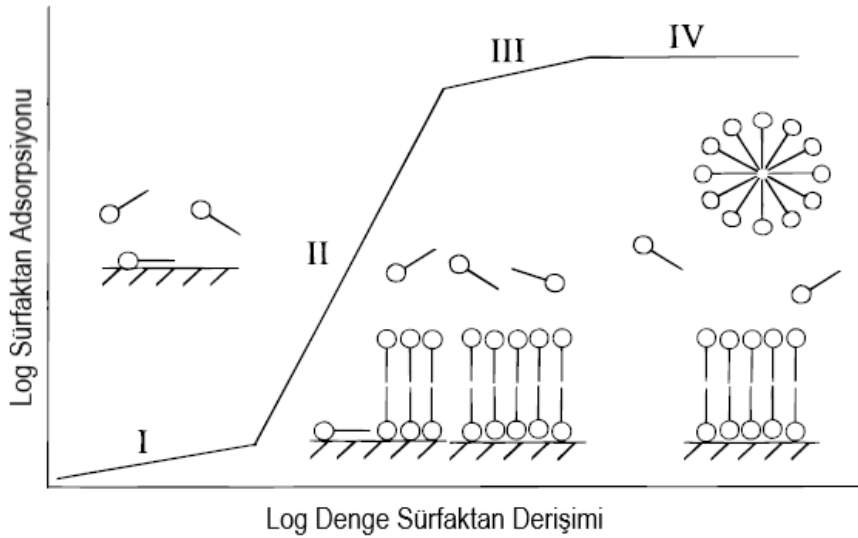 III
IV
Log Sürfaktan Adsorpsiyonu
II
I
Log Denge Sürfaktan Derişimi